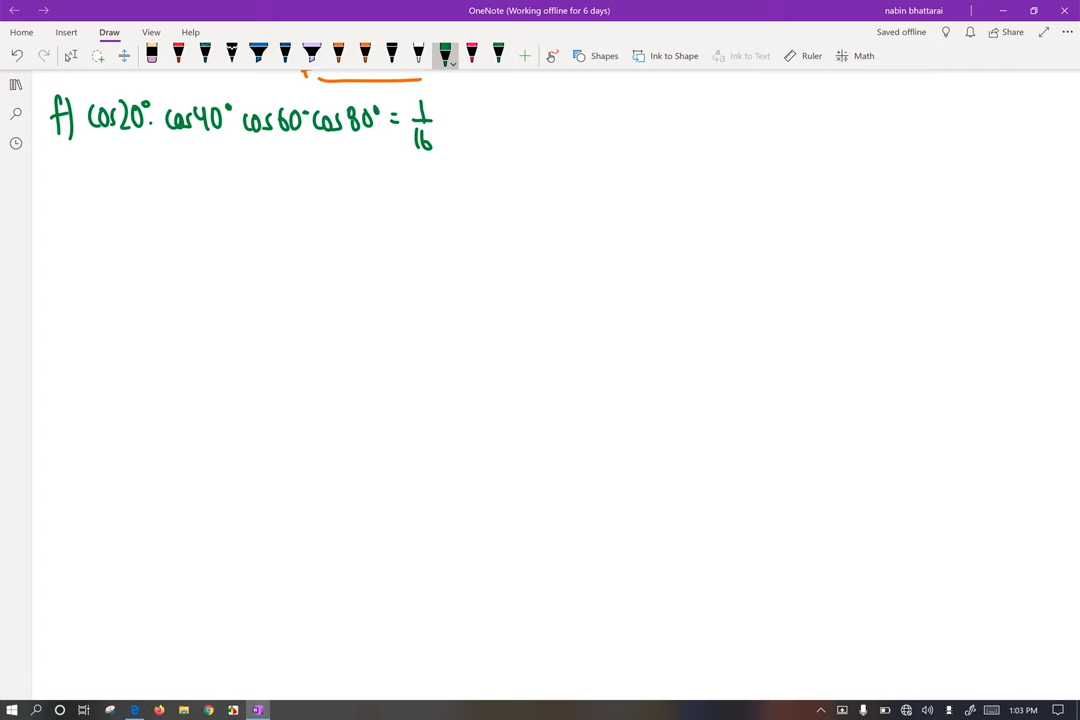 OneNote (Working offline for 6 days)
nabin bhattarai
Home Insert Draw View Help
Saved offline
Share
Shapes
Ink to Shape
Ink to Text
Ruler
Math
f) cos20°. cos40° cos60° cos80° = 1/16
1:03 PM